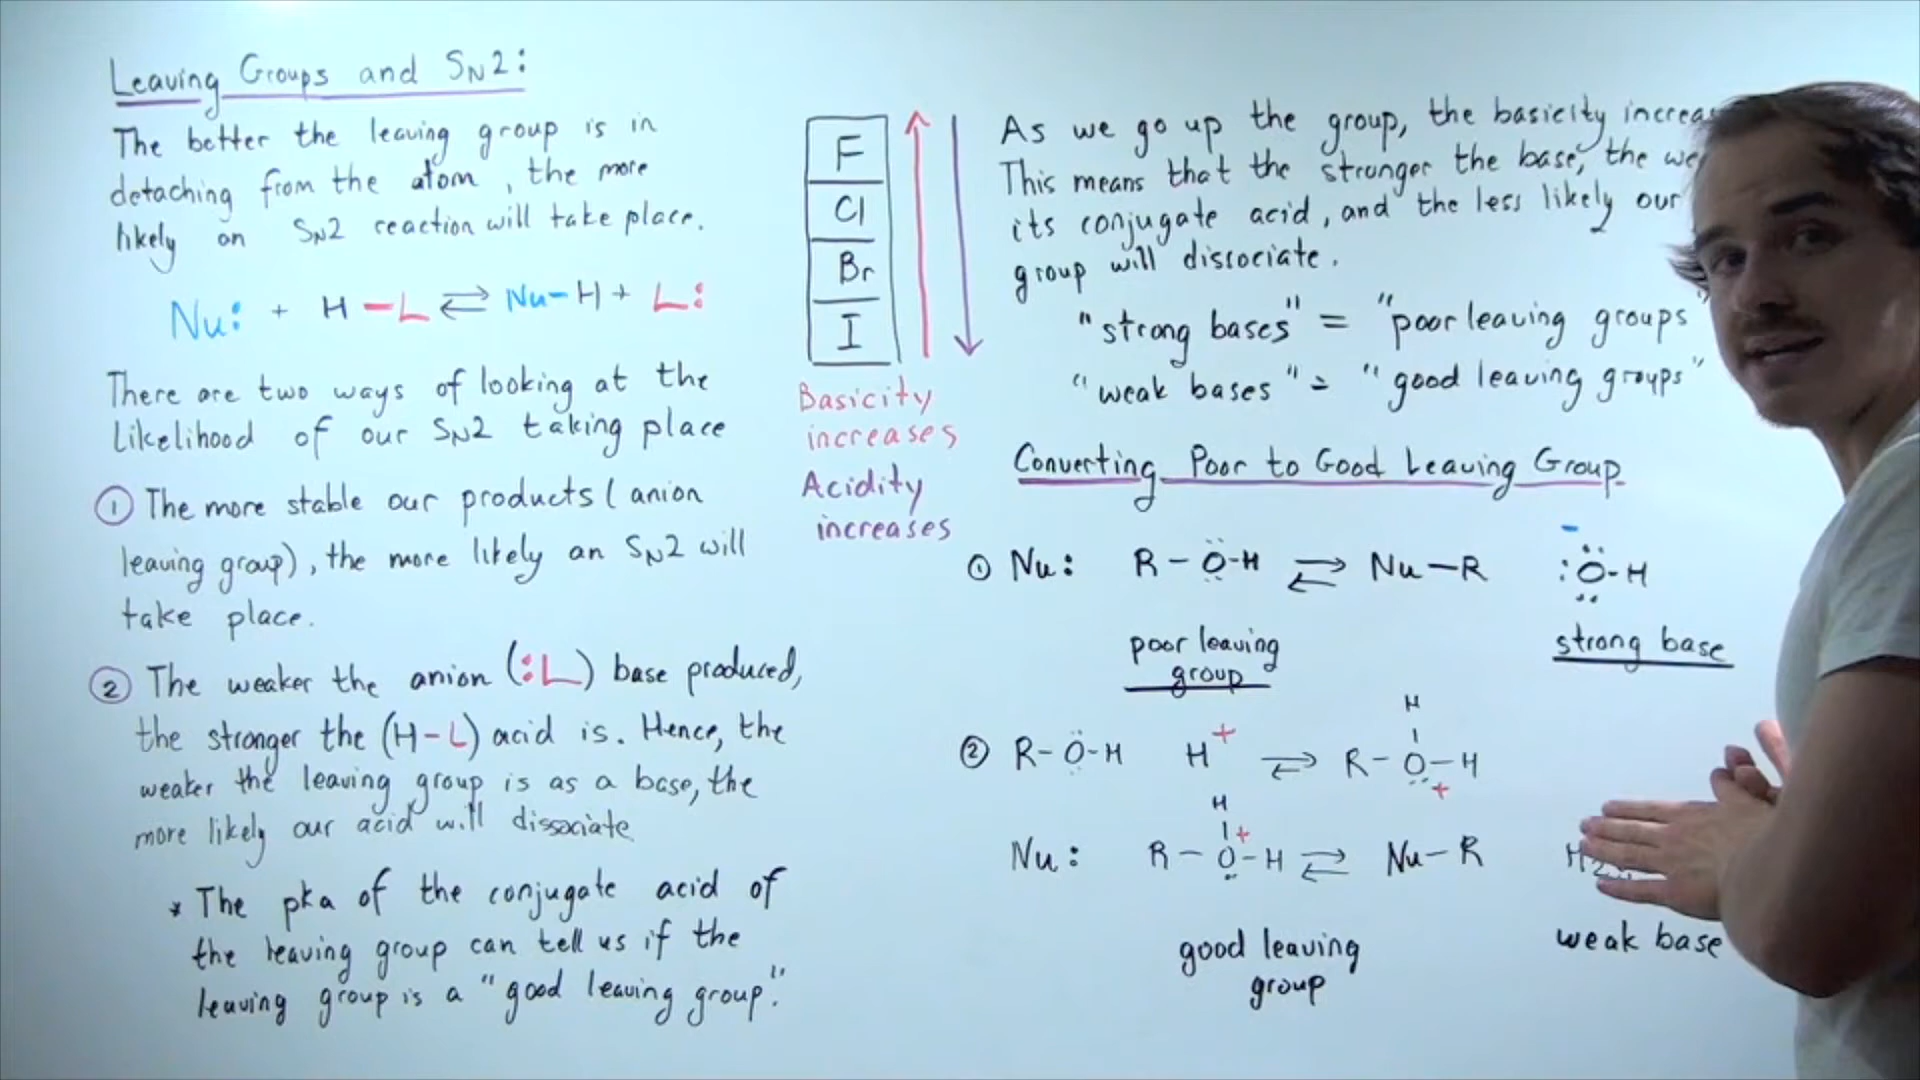 Leaving Groups and SN2:
The better the leaving group is in
detaching from the atom, the more
likely an SN2 reaction will take place.
Nu: + H-L ⇌ Nu-H + L:
There are two ways of looking at the
Likelihood of our SN2 taking place
① The more stable our products (anion
leaving group), the more likely an SN2 will
take place.
② The weaker the anion (:L) base produced,
the stronger the (H-L) acid is. Hence, the
weaker the leaving group is as a base, the
more likely our acid will dissociate
* The pka of the conjugate acid of
the leaving group can tell us if the
leaving group is a "good leaving group".
F
Cl
Br
I
Basicity
increases
Acidity
increases
As we go up the group, the basicity
This means that the stronger the base, the
its conjugate acid, and the less likely our
group will dissociate.
"strong bases" = "poor leaving groups"
"weak bases" = "good leaving groups"
Converting Poor to Good Leaving Group
① Nu: R-Ö-H ⇌ Nu-R :Ö-H
poor leaving
group
strong base
H
② R-Ö-H H+ ⇌ R-O-H
+
H
Nu: R-O-H ⇌ Nu-R
+
good leaving
group
weak base